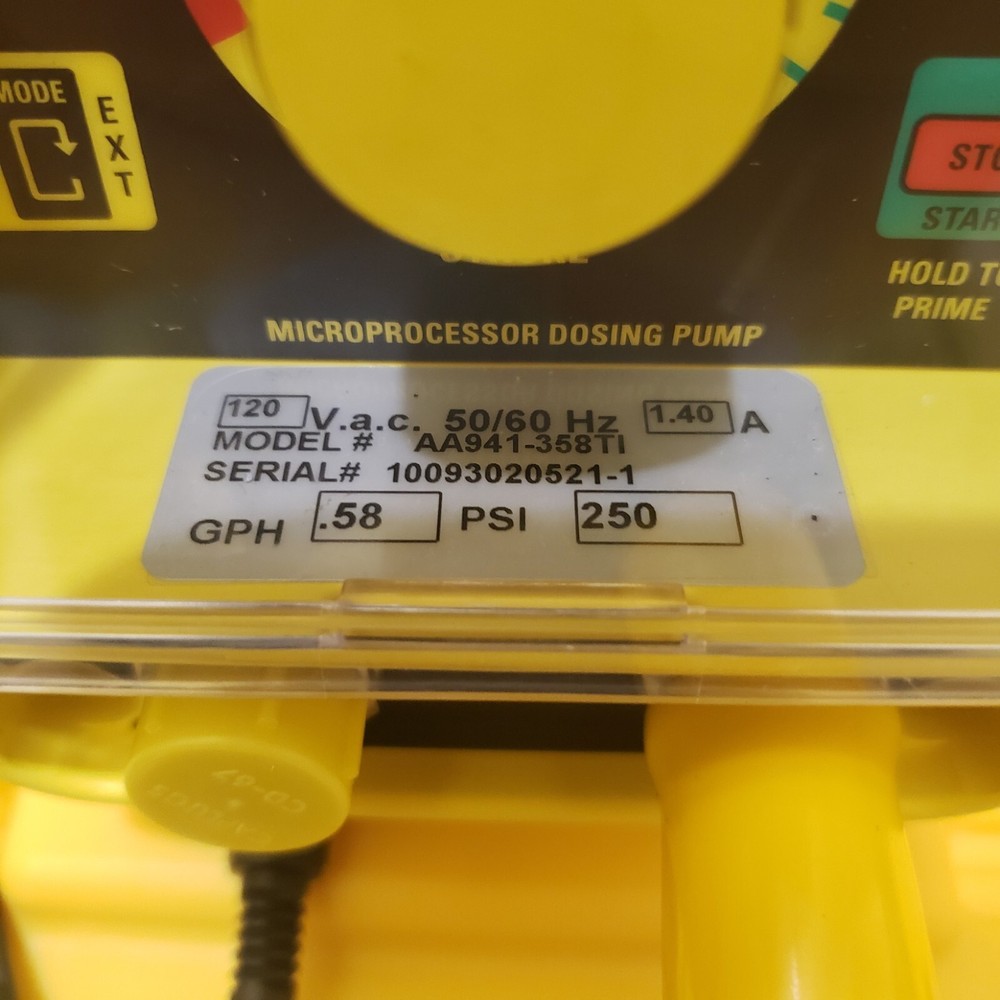 MODE
EXT
STAR
HOLD
PRIME
MICROPROCESSOR DOSING PUMP
120 V.a.c. 50/60 Hz 1.40 A
MODEL # AA941-358TI
SERIAL# 10093020521-1
GPH .58 PSI 250